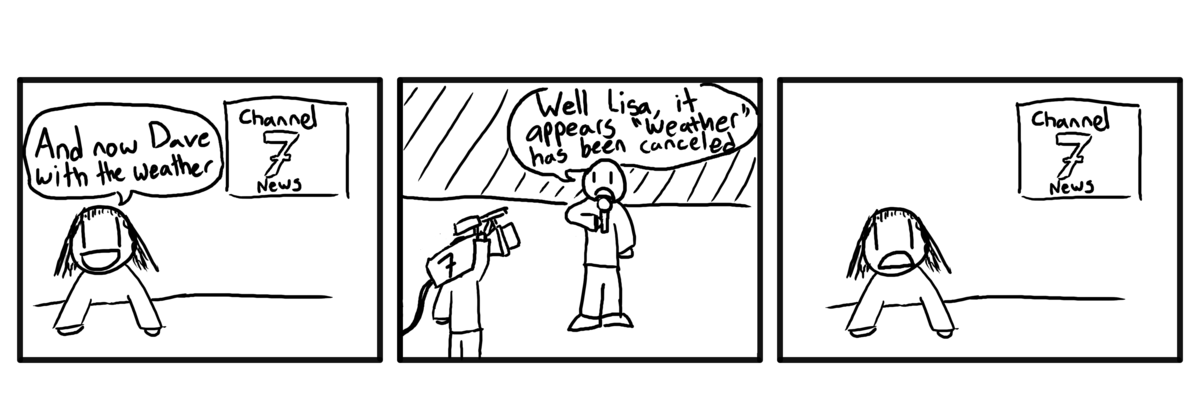 And now Dave
with the weather
Channel
7
News
Well Lisa, it
appears "Weather"
has been canceled
7
Channel
7
News